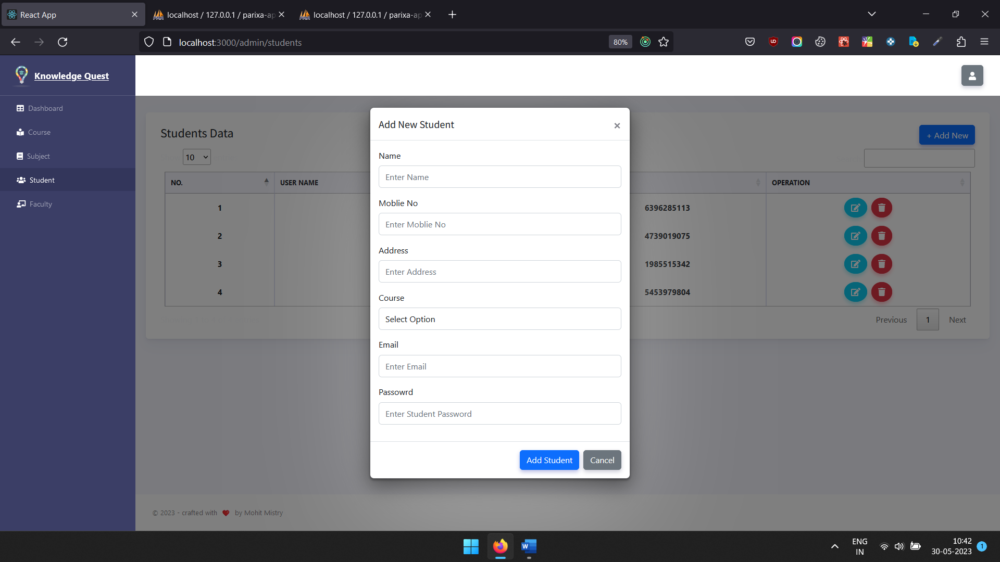 React App
localhost / 127.0.0.1 / parixa-ap
localhost / 127.0.0.1 / parixa-ap
localhost:3000/admin/students
80%
Knowledge Quest
Dashboard
Course
Subject
Student
Faculty
Students Data
+ Add New
10
NO.
USER NAME
OPERATION
1
6396285113
2
4739019075
3
1985515342
4
5453979804
Previous
1
Next
Add New Student
×
Name
Enter Name
Moblie No
Enter Moblie No
Address
Enter Address
Course
Select Option
Email
Enter Email
Passowrd
Enter Student Password
Add Student
Cancel
© 2023 - crafted with ❤ by Mohit Mistry
ENG
IN
10:42
30-05-2023
1